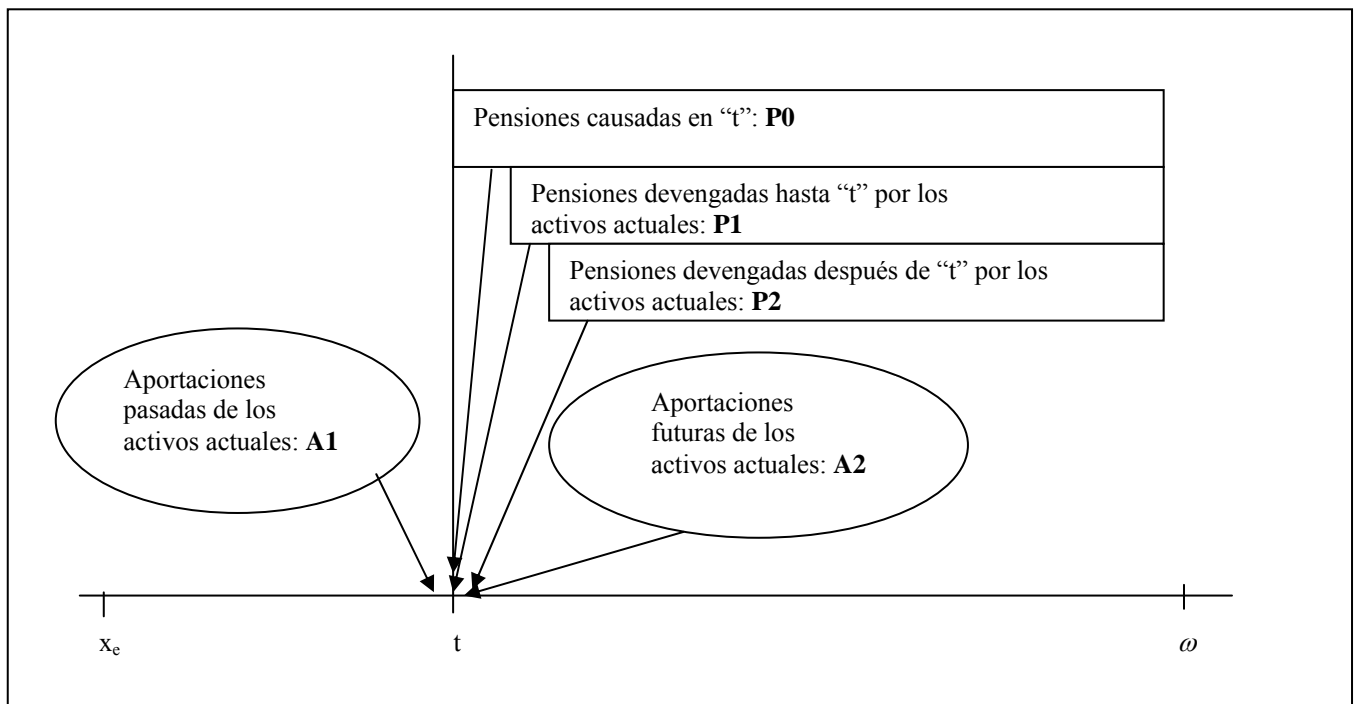 Pensiones causadas en “t”: P0
Pensiones devengadas hasta “t” por los
activos actuales: P1
Pensiones devengadas después de “t” por los
activos actuales: P2
Aportaciones
pasadas de los
activos actuales: A1
Aportaciones
futuras de los
activos actuales: A2
xₑ t ω